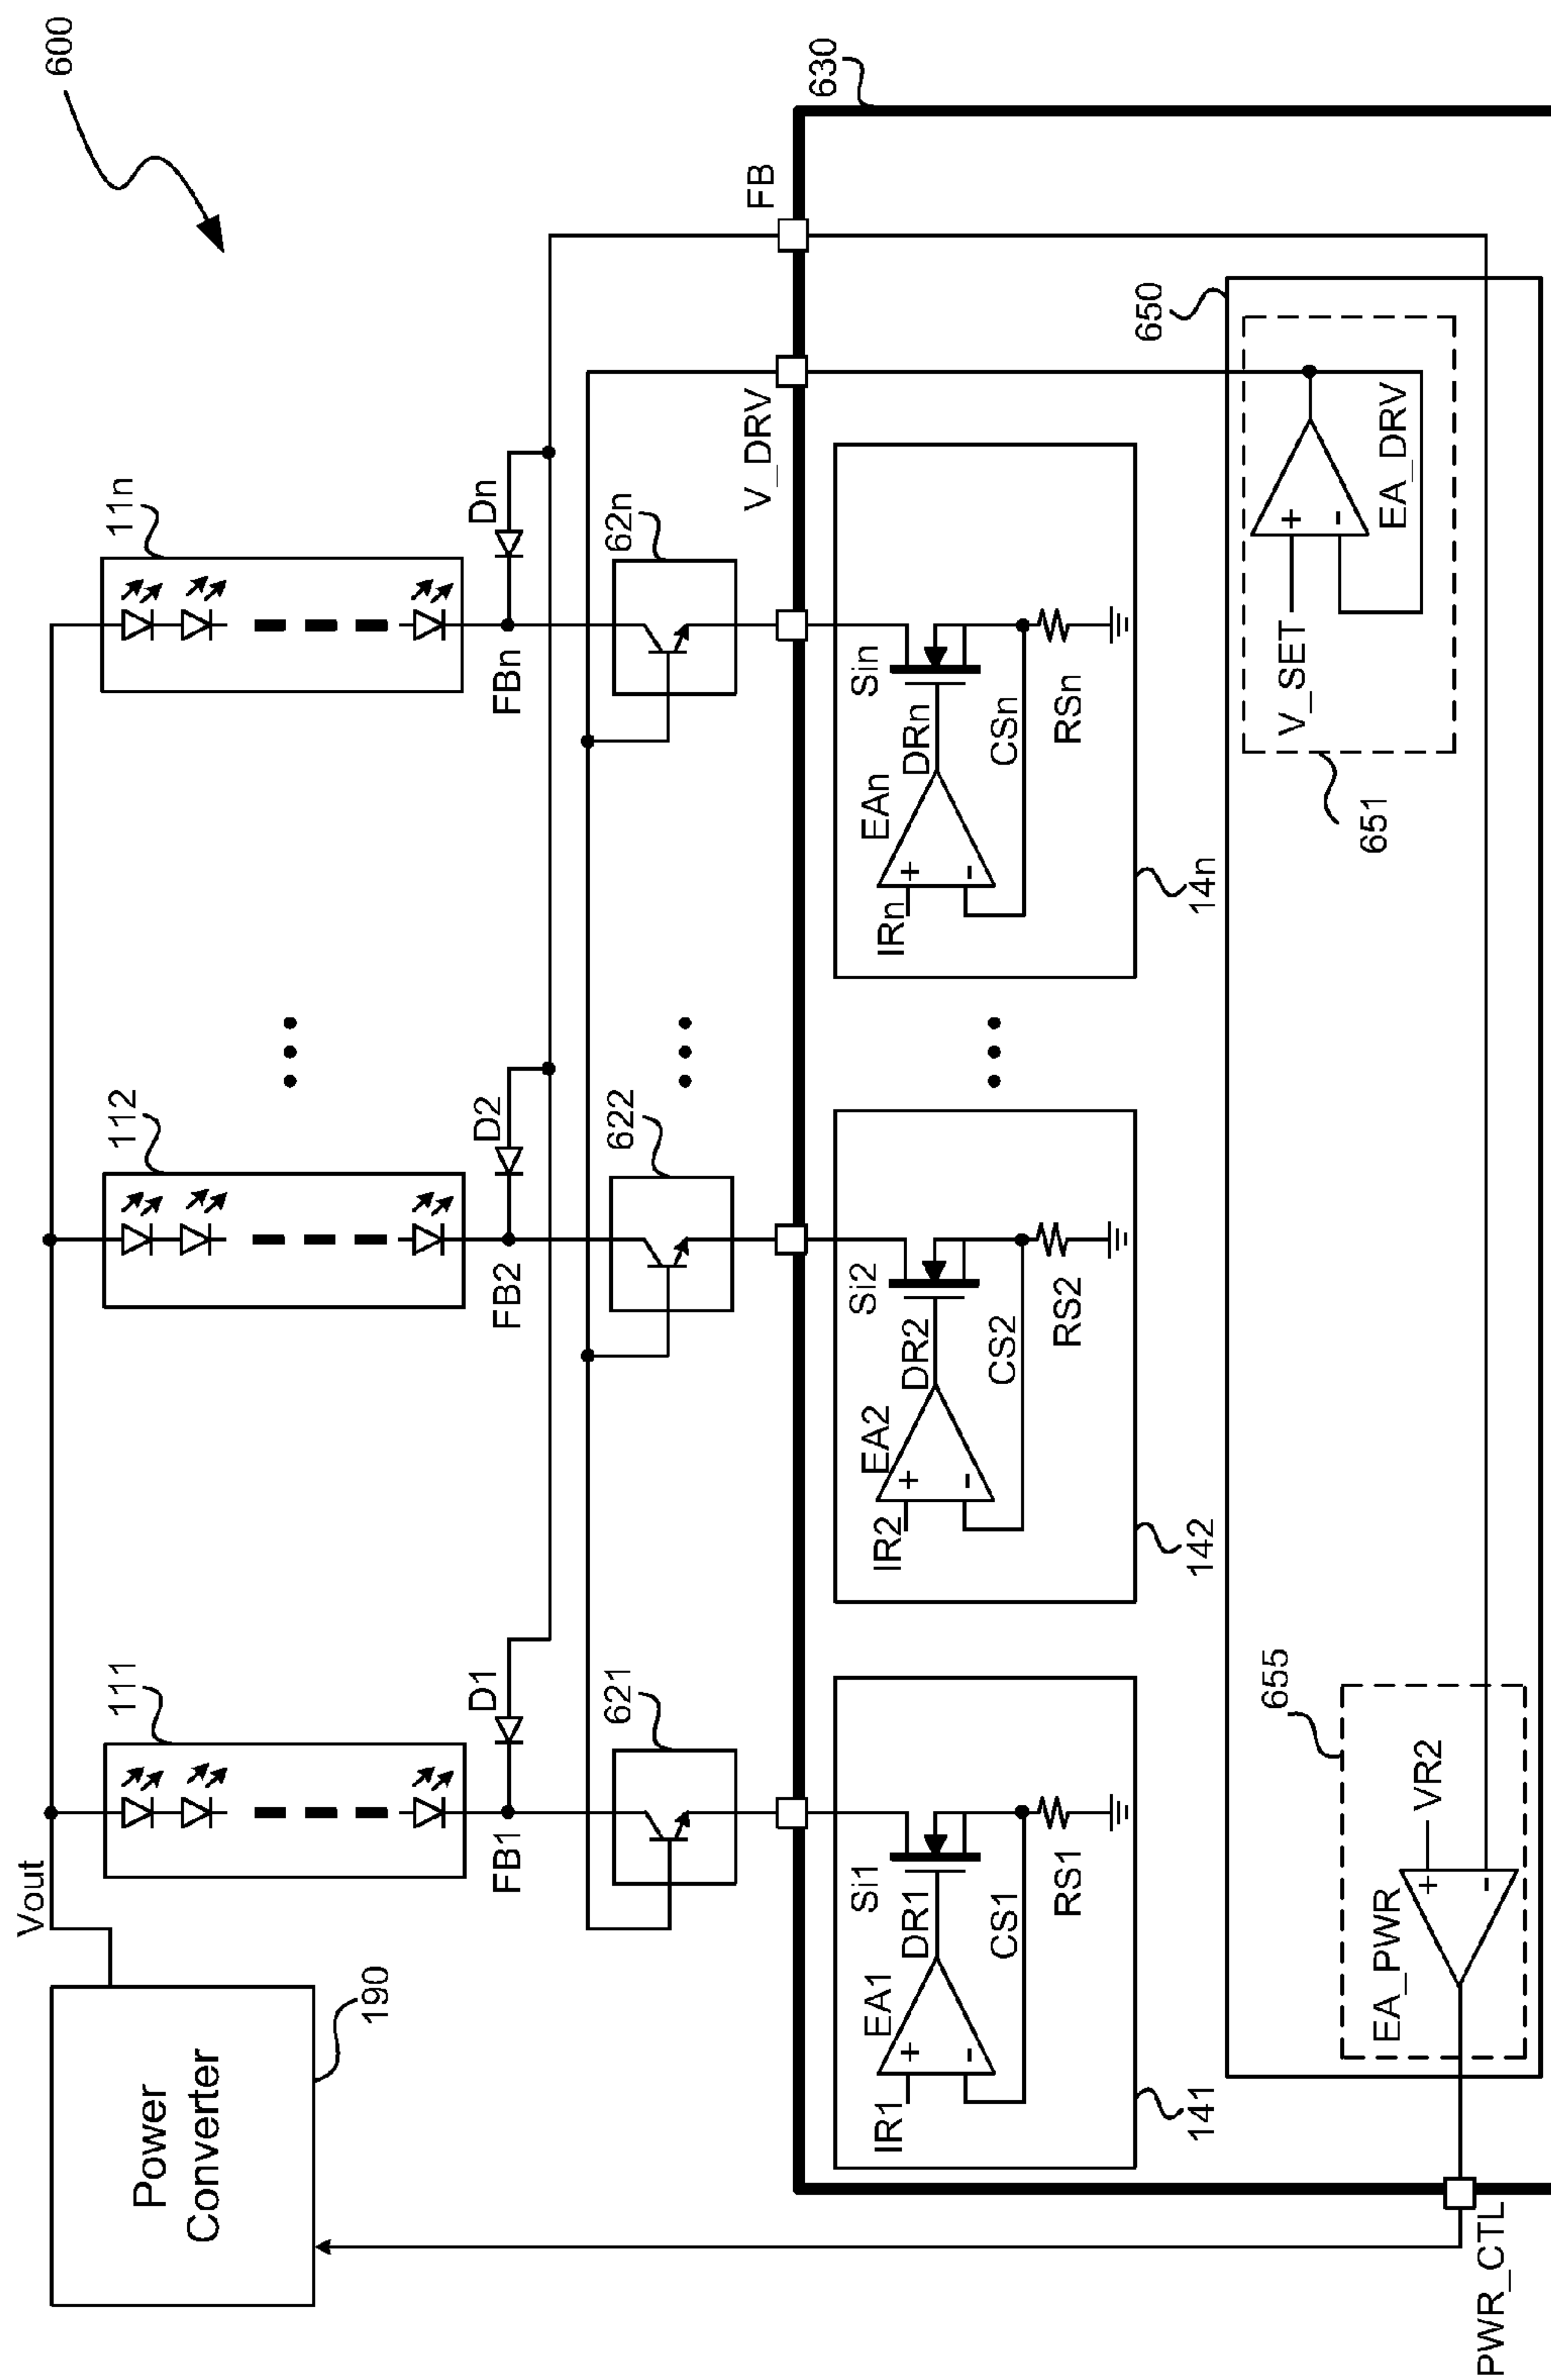 600
Vout
Power
Converter
190
111
112
11n
FB1
D1
FB2
D2
FBn
Dn
621
622
62n
V_DRV
FB
630
IR1
+
-
EA1
DR1
Si1
CS1
RS1
141
IR2
+
-
EA2
DR2
Si2
CS2
RS2
142
IRn
+
-
EAn
DRn
Sin
CSn
RSn
14n
650
V_SET
+
-
EA_DRV
651
655
EA_PWR
+
-
VR2
PWR_CTL